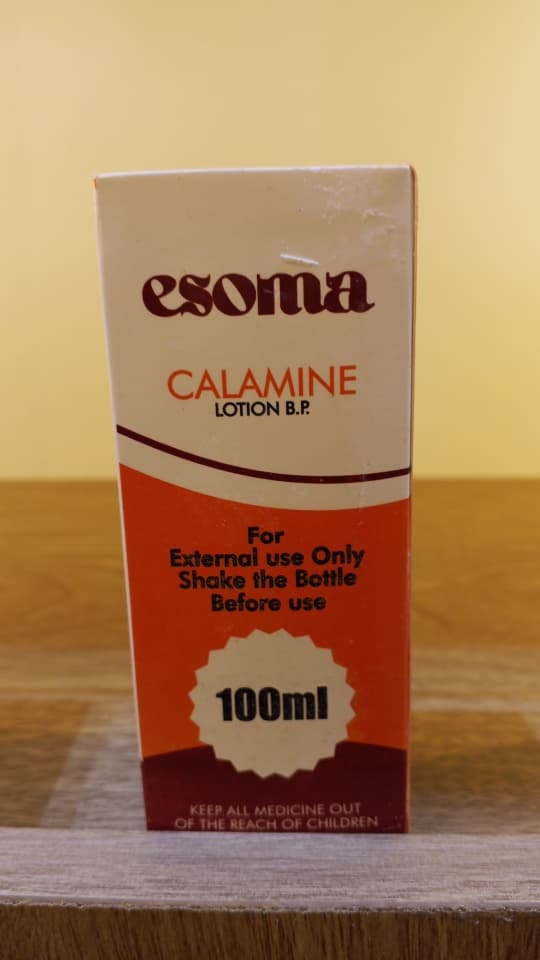 esoma
CALAMINE
LOTION B.P.
For
External use Only
Shake the Bottle
Before use
100ml
KEEP ALL MEDICINE OUT
OF THE REACH OF CHILDREN